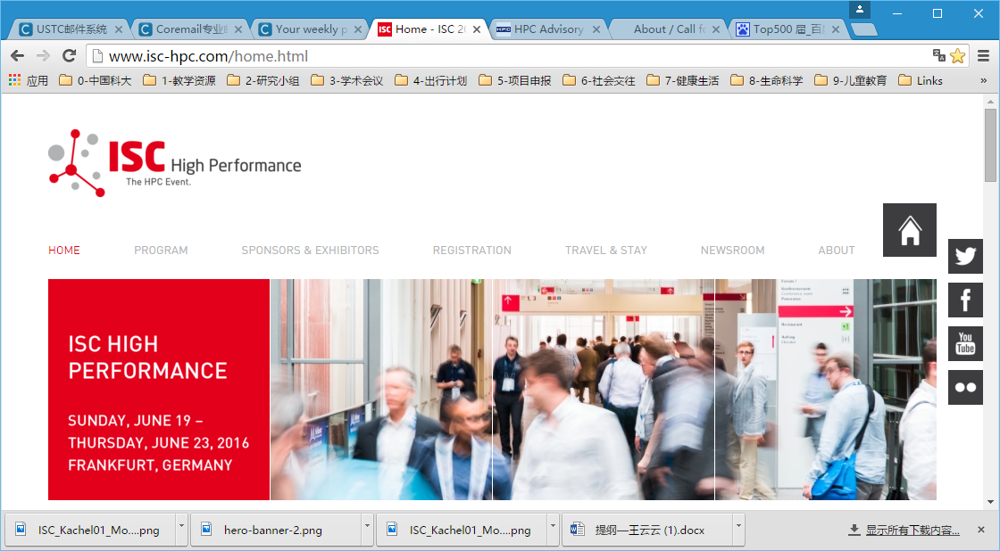 USTC邮件系统
Coremail专业
Your weekly p
Home - ISC 20
HPC Advisory
About / Call f
Top500 届_百
www.isc-hpc.com/home.html
应用
0-中国科大
1-教学资源
2-研究小组
3-学术会议
4-出行计划
5-项目申报
6-社会交往
7-健康生活
8-生命科学
9-儿童教育
Links
»
ISC High Performance
The HPC Event.
HOME
PROGRAM
SPONSORS & EXHIBITORS
REGISTRATION
TRAVEL & STAY
NEWSROOM
ABOUT
ISC HIGH
PERFORMANCE
SUNDAY, JUNE 19 –
THURSDAY, JUNE 23, 2016
FRANKFURT, GERMANY
You
Tube
ISC_Kachel01_Mo....png
hero-banner-2.png
ISC_Kachel01_Mo....png
提纲—王云云 (1).docx
显示所有下载内容...